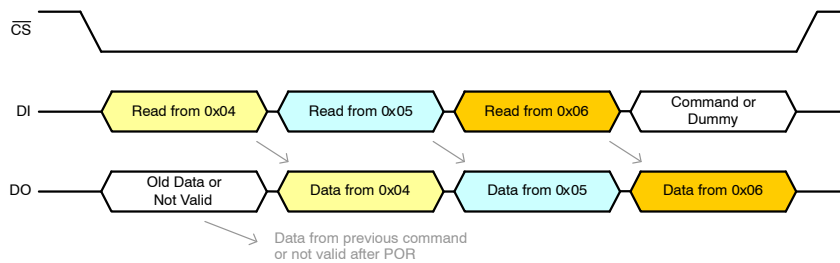 CS
DI
Read from 0x04
Read from 0x05
Read from 0x06
Command or
Dummy
DO
Old Data or
Not Valid
Data from 0x04
Data from 0x05
Data from 0x06
Data from previous command
or not valid after POR